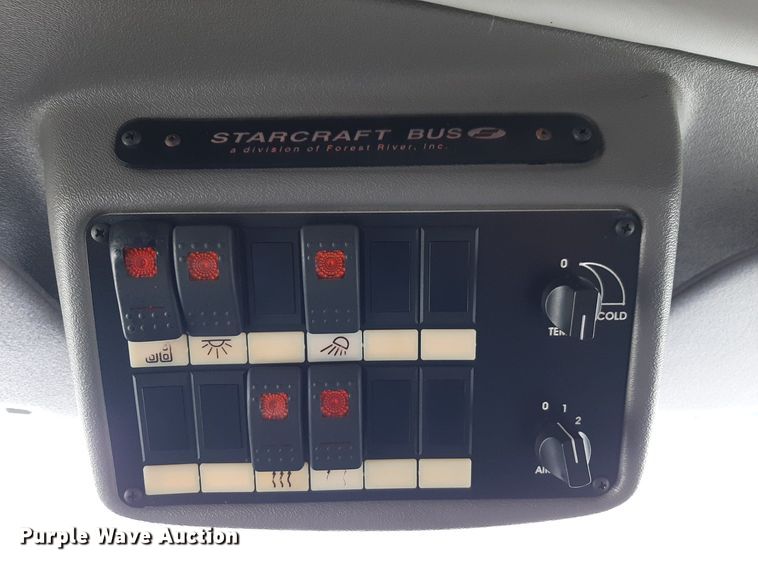 STARCRAFT BUS
a division of Forest River, Inc.
0
COLD
0 1 2
Purple Wave Auction